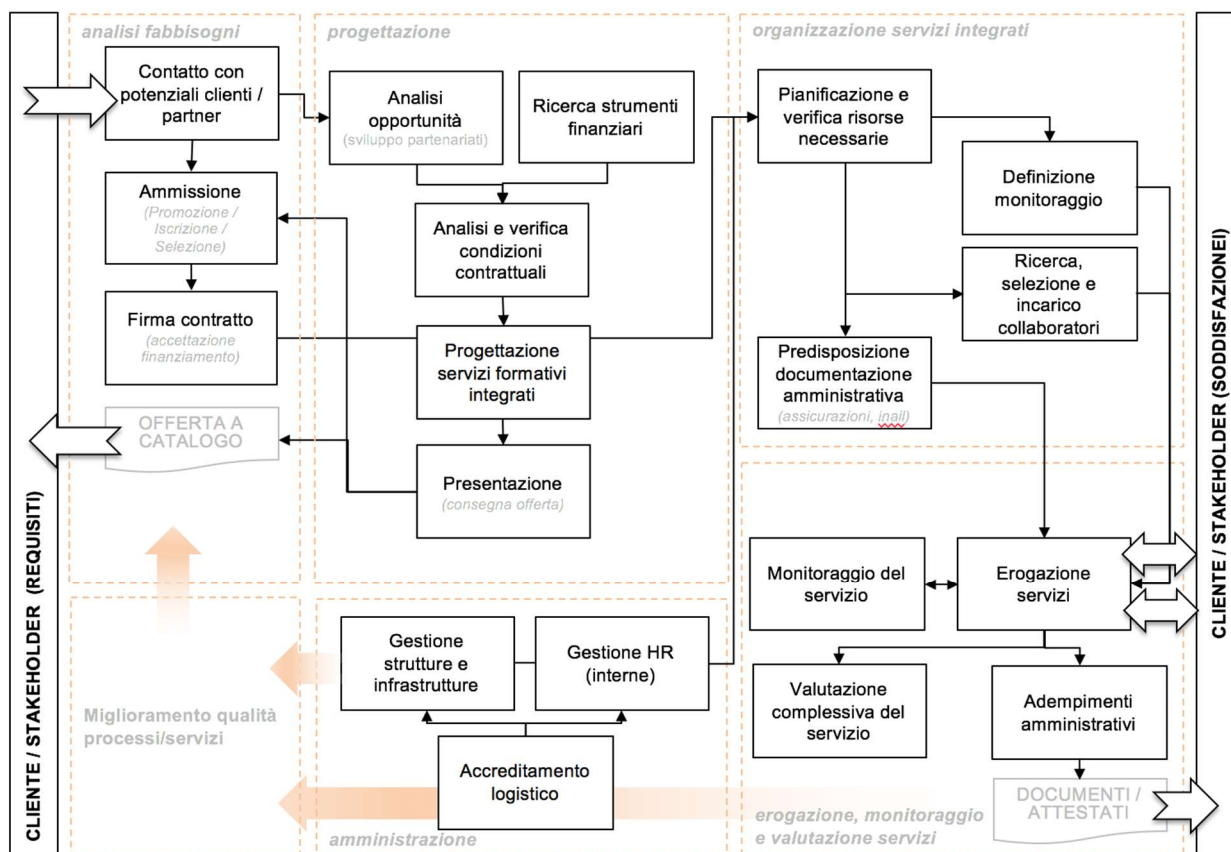 CLIENTE / STAKEHOLDER (REQUISITI)
analisi fabbisogni
Contatto con
potenziali clienti /
partner
Ammissione
(Promozione /
Iscrizione /
Selezione)
Firma contratto
(accettazione
finanziamento)
OFFERTA A
CATALOGO
progettazione
Analisi
opportunità
(sviluppo partenariati)
Ricerca strumenti
finanziari
Analisi e verifica
condizioni
contrattuali
Progettazione
servizi formativi
integrati
Presentazione
(consegna offerta)
organizzazione servizi integrati
Pianificazione e
verifica risorse
necessarie
Definizione
monitoraggio
Ricerca,
selezione e
incarico
collaboratori
Predisposizione
documentazione
amministrativa
(assicurazioni, inail)
Miglioramento qualità
processi/servizi
Gestione
strutture e
infrastrutture
Gestione HR
(interne)
Accreditamento
logistico
amministrazione
Monitoraggio del
servizio
Erogazione
servizi
Valutazione
complessiva del
servizio
Adempimenti
amministrativi
DOCUMENTI /
ATTESTATI
erogazione, monitoraggio
e valutazione servizi
CLIENTE / STAKEHOLDER (SODDISFAZIONEI)